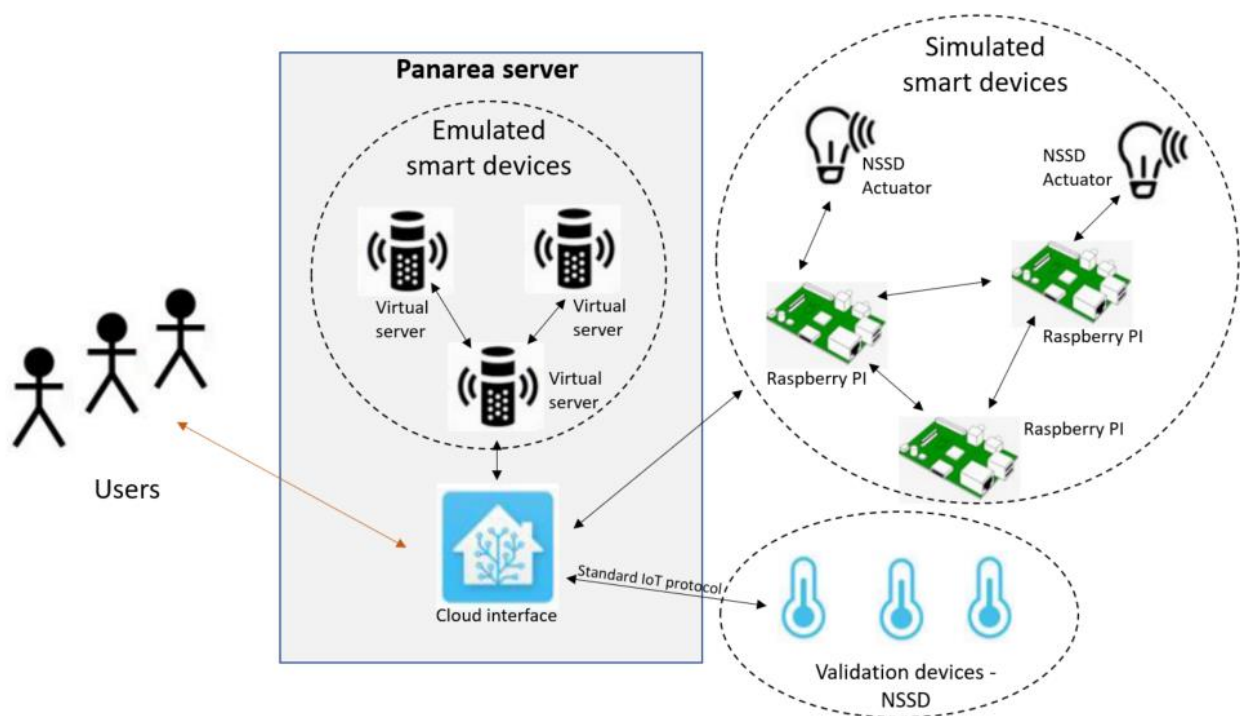 Panarea server
Emulated
smart devices
Virtual
server
Virtual
server
Virtual
server
Cloud interface
Users
Simulated
smart devices
NSSD
Actuator
NSSD
Actuator
Raspberry PI
Raspberry PI
Raspberry PI
Standard IoT protocol
Validation devices -
NSSD